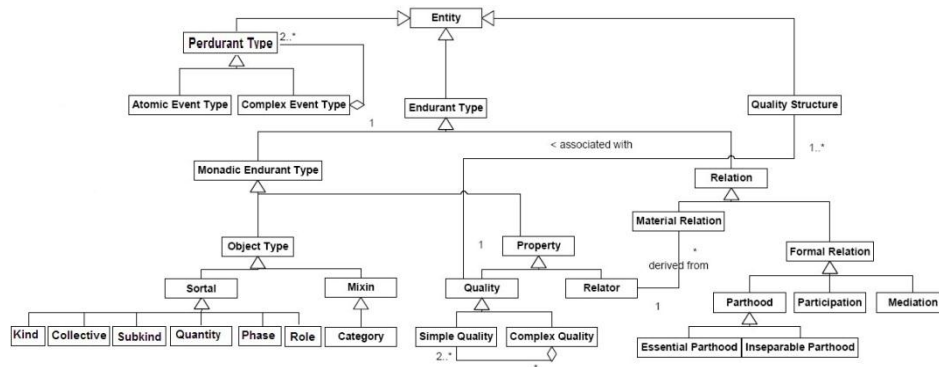 Entity
Perdurant Type
2..*
Atomic Event Type
Complex Event Type
Endurant Type
Quality Structure
1
< associated with
1..*
Monadic Endurant Type
Relation
Material Relation
Object Type
1
Property
*
Formal Relation
derived from
Sortal
Mixin
Quality
Relator
1
Parthood
Participation
Mediation
Kind
Collective
Subkind
Quantity
Phase
Role
Category
Simple Quality
Complex Quality
Essential Parthood
Inseparable Parthood
2..*
*